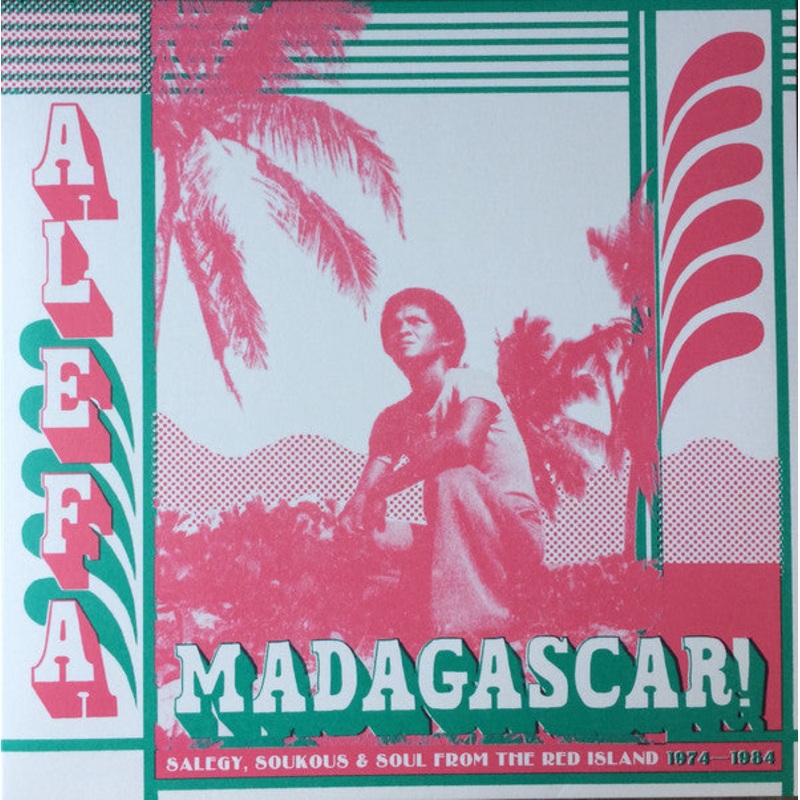 ALEFA
MADAGASCAR!
SALEGY, SOUKOUS & SOUL FROM THE RED ISLAND 1974—1984